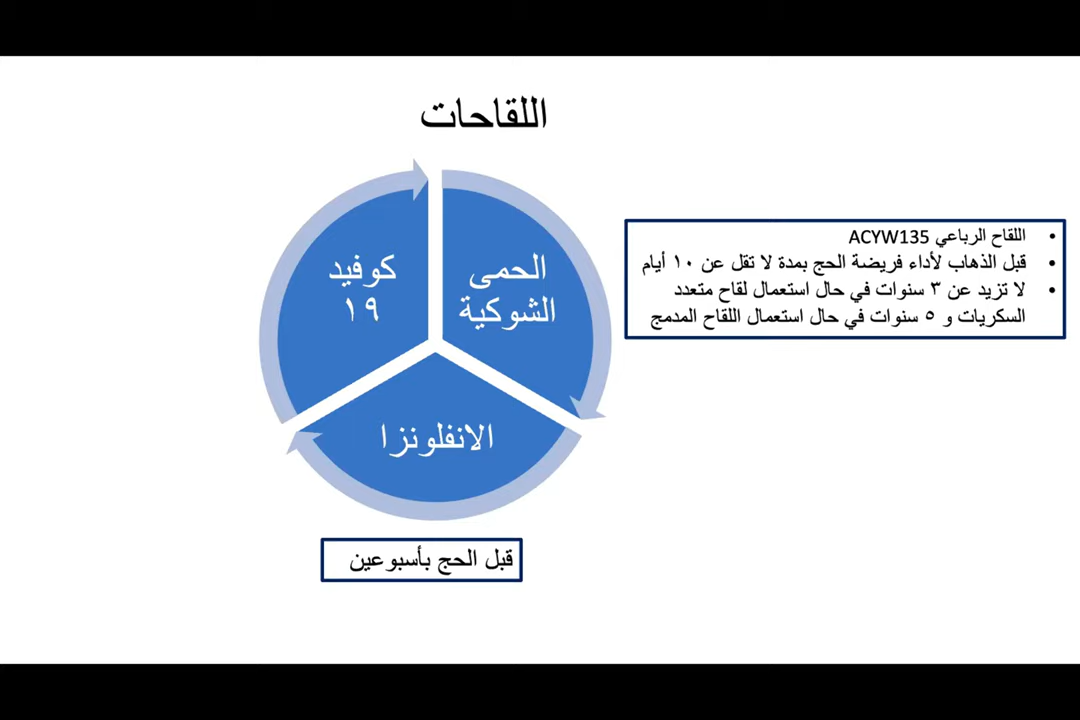 اللقاحات
الحمى
الشوكية
كوفيد
١٩
الانفلونزا
• اللقاح الرباعي ACYW135
• قبل الذهاب لأداء فريضة الحج بمدة لا تقل عن ١٠ أيام
• لا تزيد عن ٣ سنوات في حال استعمال لقاح متعدد
السكريات و ٥ سنوات في حال استعمال اللقاح المدمج
قبل الحج بأسبوعين